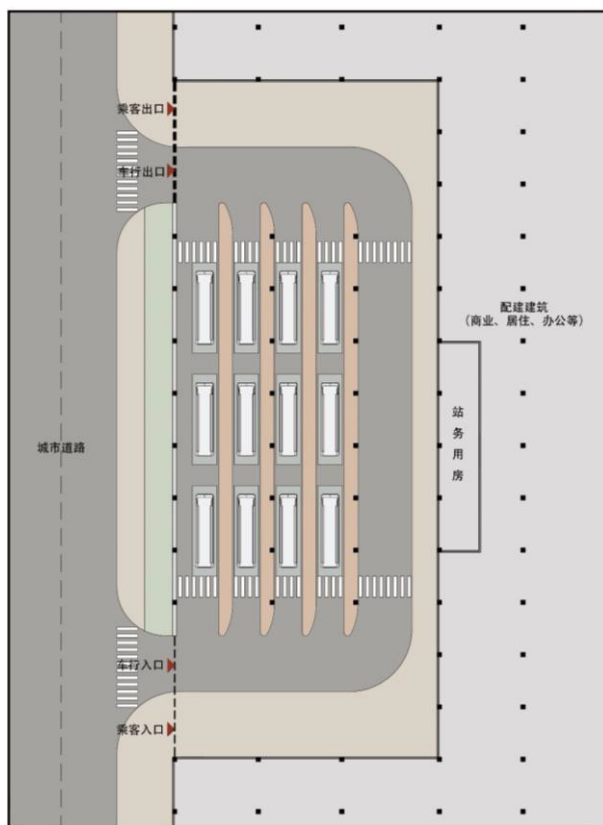 乘客出口
车行出口
配建建筑
（商业、居住、办公等）
站务用房
城市道路
车行入口
乘客入口